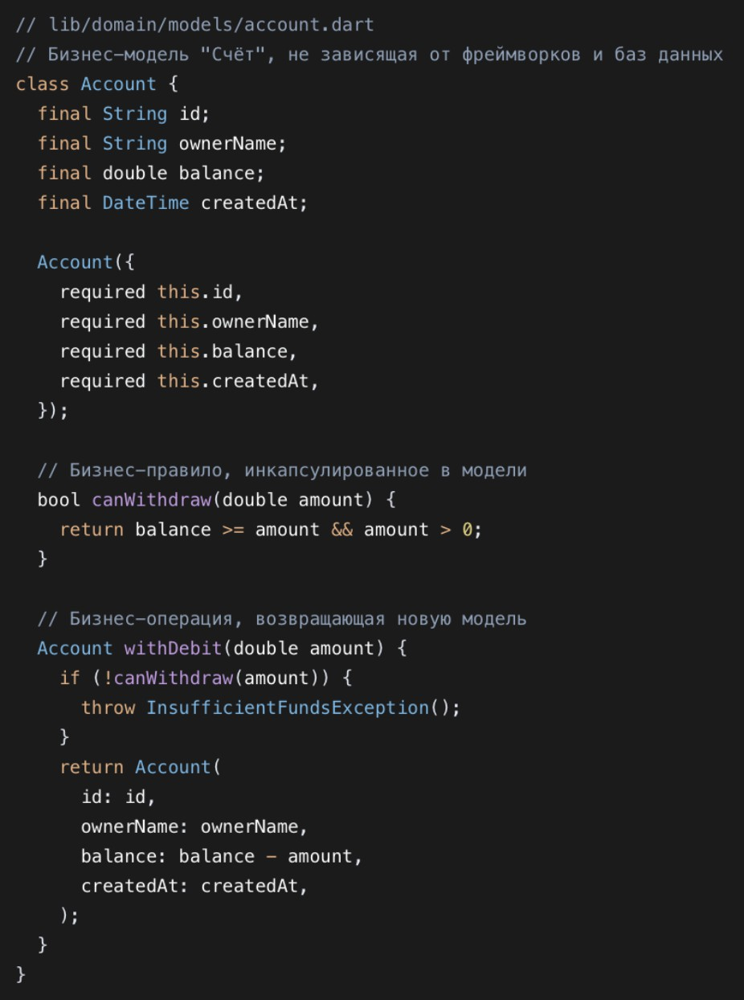 // lib/domain/models/account.dart
// Бизнес–модель "Счёт", не зависящая от фреймворков и баз данных
class Account {
  final String id;
  final String ownerName;
  final double balance;
  final DateTime createdAt;

  Account({
    required this.id,
    required this.ownerName,
    required this.balance,
    required this.createdAt,
  });

  // Бизнес–правило, инкапсулированное в модели
  bool canWithdraw(double amount) {
    return balance >= amount && amount > 0;
  }

  // Бизнес–операция, возвращающая новую модель
  Account withDebit(double amount) {
    if (!canWithdraw(amount)) {
      throw InsufficientFundsException();
    }
    return Account(
      id: id,
      ownerName: ownerName,
      balance: balance – amount,
      createdAt: createdAt,
    );
  }
}